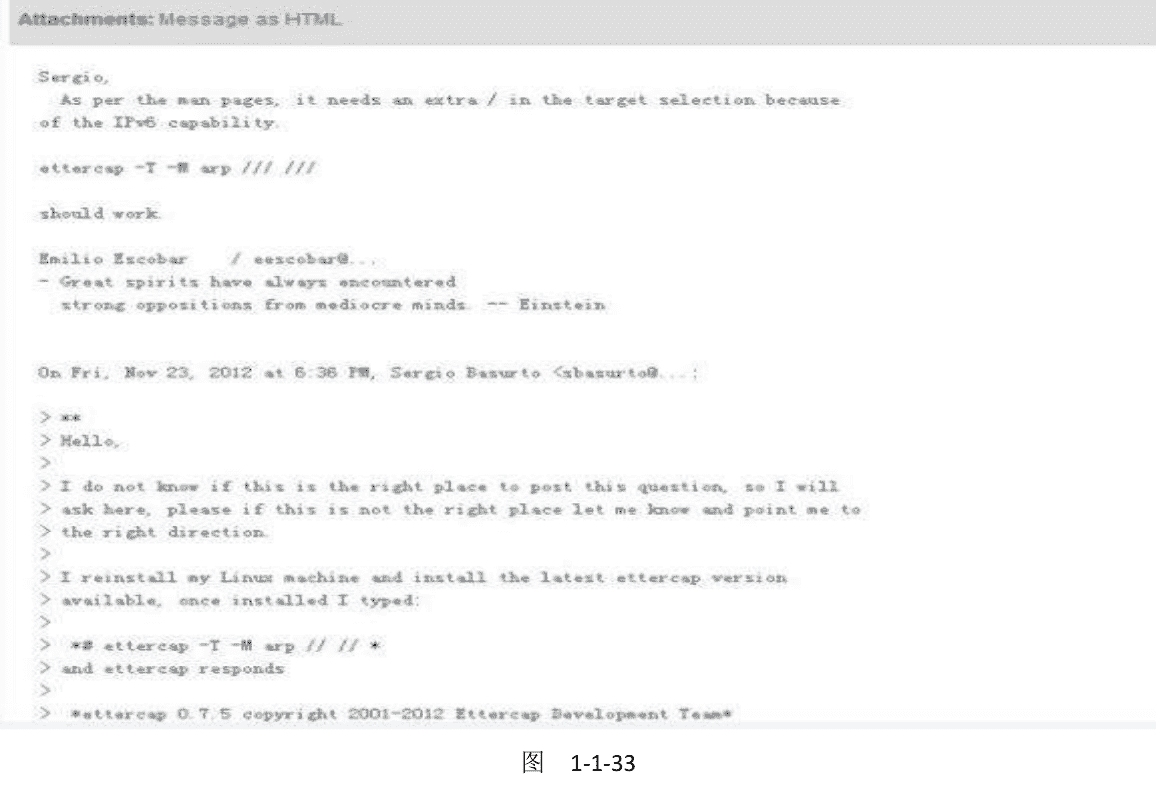 Attachments: Message as HTML
Sergio,
As per the man pages, it needs an extra / in the target selection because
of the IPv6 capability.
ettercap -T -M arp /// ///
should work.
Emilio Escobar / eescobar@...
- Great spirits have always encountered
strong oppositions from mediocre minds. -- Einstein
On Fri, Nov 23, 2012 at 6:36 PM, Sergio Basurto <sbasurto@...:
> **
> Hello,
>
> I do not know if this is the right place to post this question, so I will
> ask here, please if this is not the right place let me know and point me to
> the right direction.
>
> I reinstall my Linux machine and install the latest ettercap version
> available, once installed I typed:
>
> *# ettercap -T -M arp // // *
> and ettercap responds
>
> *ettercap 0.7.5 copyright 2001-2012 Ettercap Development Team*
图 1-1-33